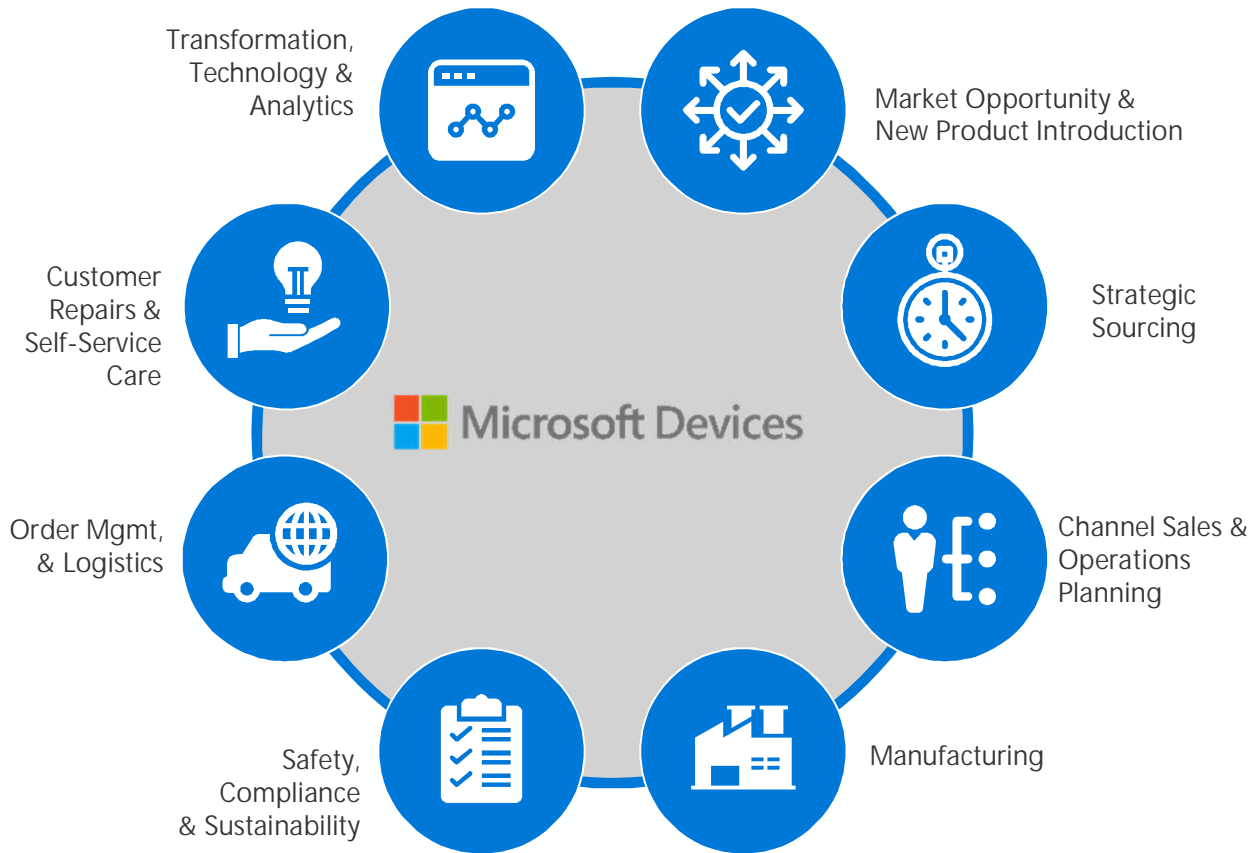 Transformation,
Technology &
Analytics
Market Opportunity &
New Product Introduction
Customer
Repairs &
Self-Service
Care
Strategic
Sourcing
Microsoft Devices
Order Mgmt,
& Logistics
Channel Sales &
Operations
Planning
Safety,
Compliance
& Sustainability
Manufacturing